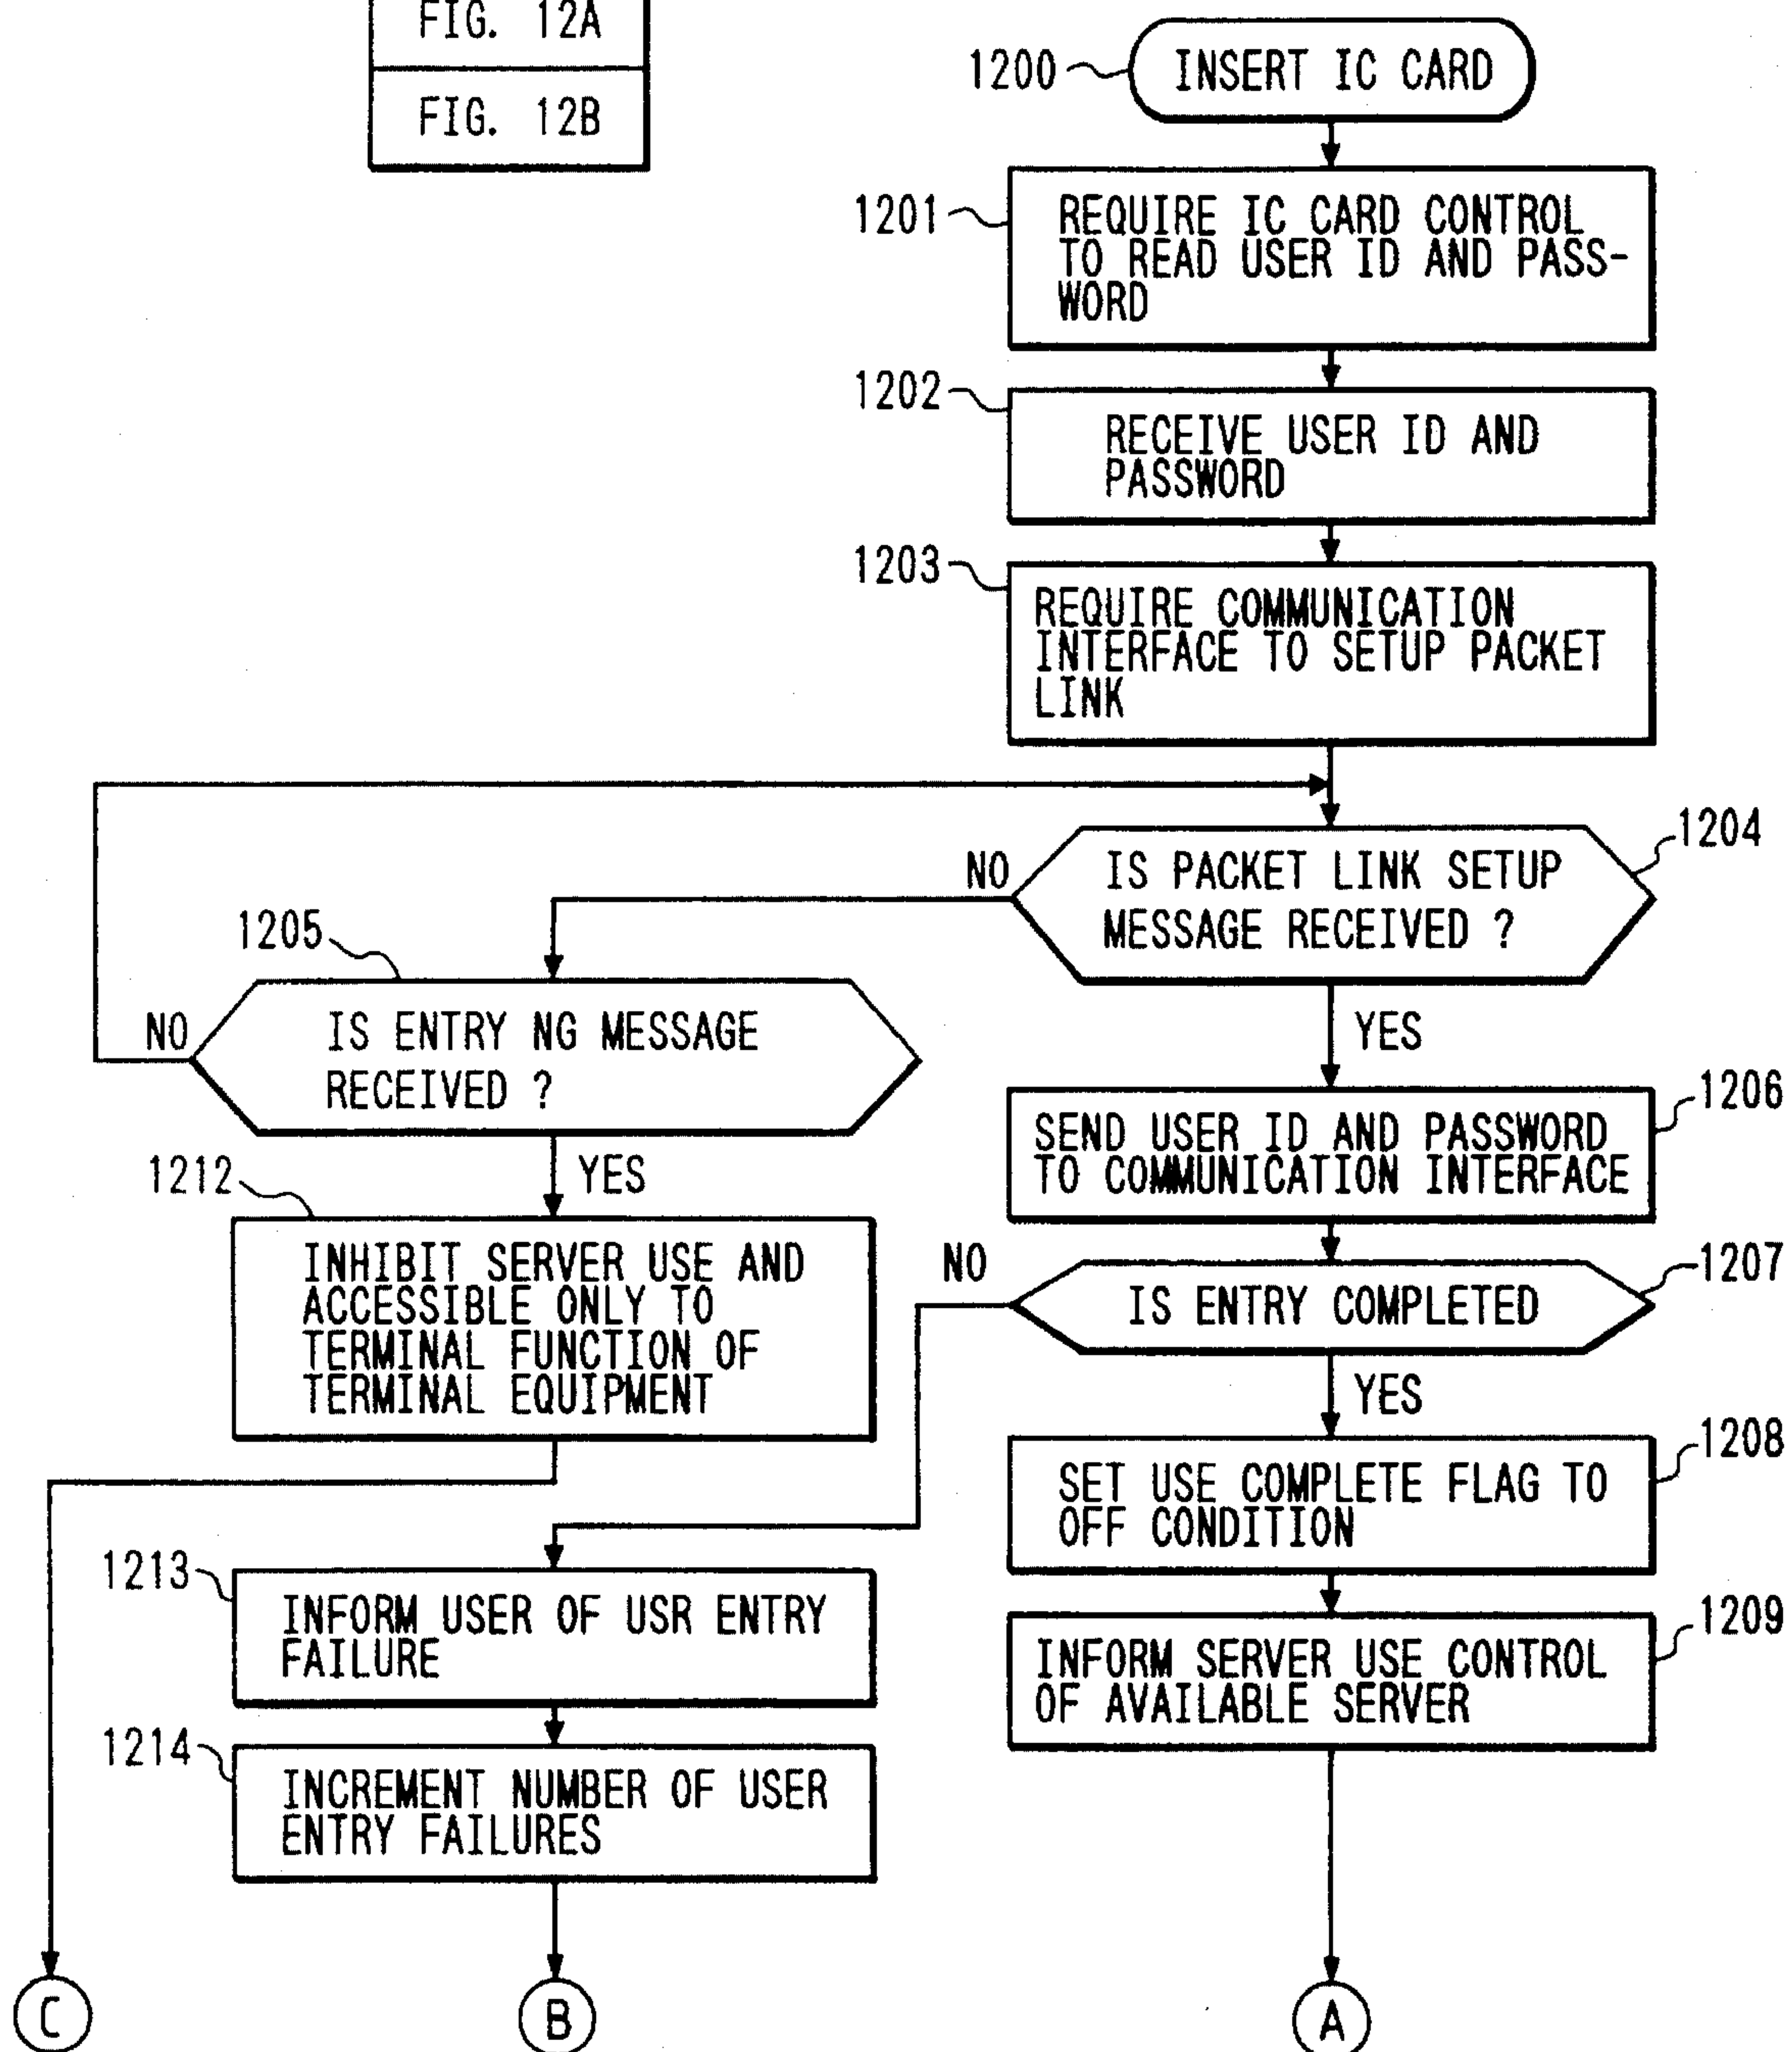 FIG. 12A
FIG. 12B
1200
INSERT IC CARD
1201
REQUIRE IC CARD CONTROL
TO READ USER ID AND PASS-
WORD
1202
RECEIVE USER ID AND
PASSWORD
1203
REQUIRE COMMUNICATION
INTERFACE TO SETUP PACKET
LINK
1204
IS PACKET LINK SETUP
MESSAGE RECEIVED ?
NO
YES
1205
IS ENTRY NG MESSAGE
RECEIVED ?
NO
YES
1206
SEND USER ID AND PASSWORD
TO COMMUNICATION INTERFACE
1212
INHIBIT SERVER USE AND
ACCESSIBLE ONLY TO
TERMINAL FUNCTION OF
TERMINAL EQUIPMENT
1207
IS ENTRY COMPLETED
NO
YES
1208
SET USE COMPLETE FLAG TO
OFF CONDITION
1213
INFORM USER OF USR ENTRY
FAILURE
1209
INFORM SERVER USE CONTROL
OF AVAILABLE SERVER
1214
INCREMENT NUMBER OF USER
ENTRY FAILURES
C
B
A